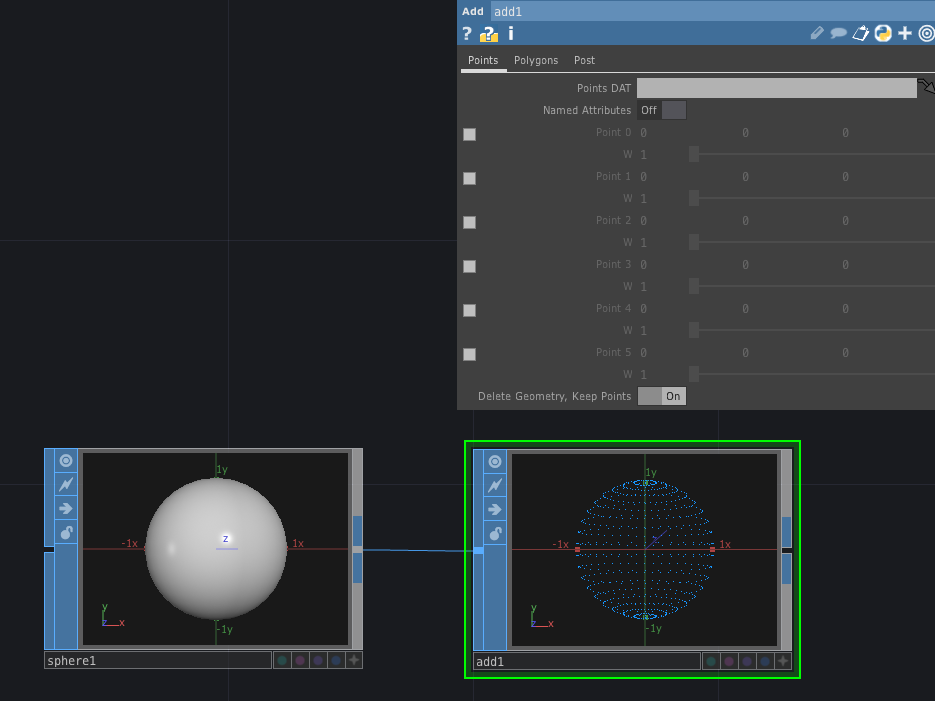 Add add1
? ? i
Points Polygons Post
Points DAT
Named Attributes Off
Point 0 0 0 0
W 1
Point 1 0 0 0
W 1
Point 2 0 0 0
W 1
Point 3 0 0 0
W 1
Point 4 0 0 0
W 1
Point 5 0 0 0
W 1
Delete Geometry, Keep Points On
1y
-1x z 1x
-1y
y
z x
sphere1
1y
-1x 1x
-1y
y
z x
add1